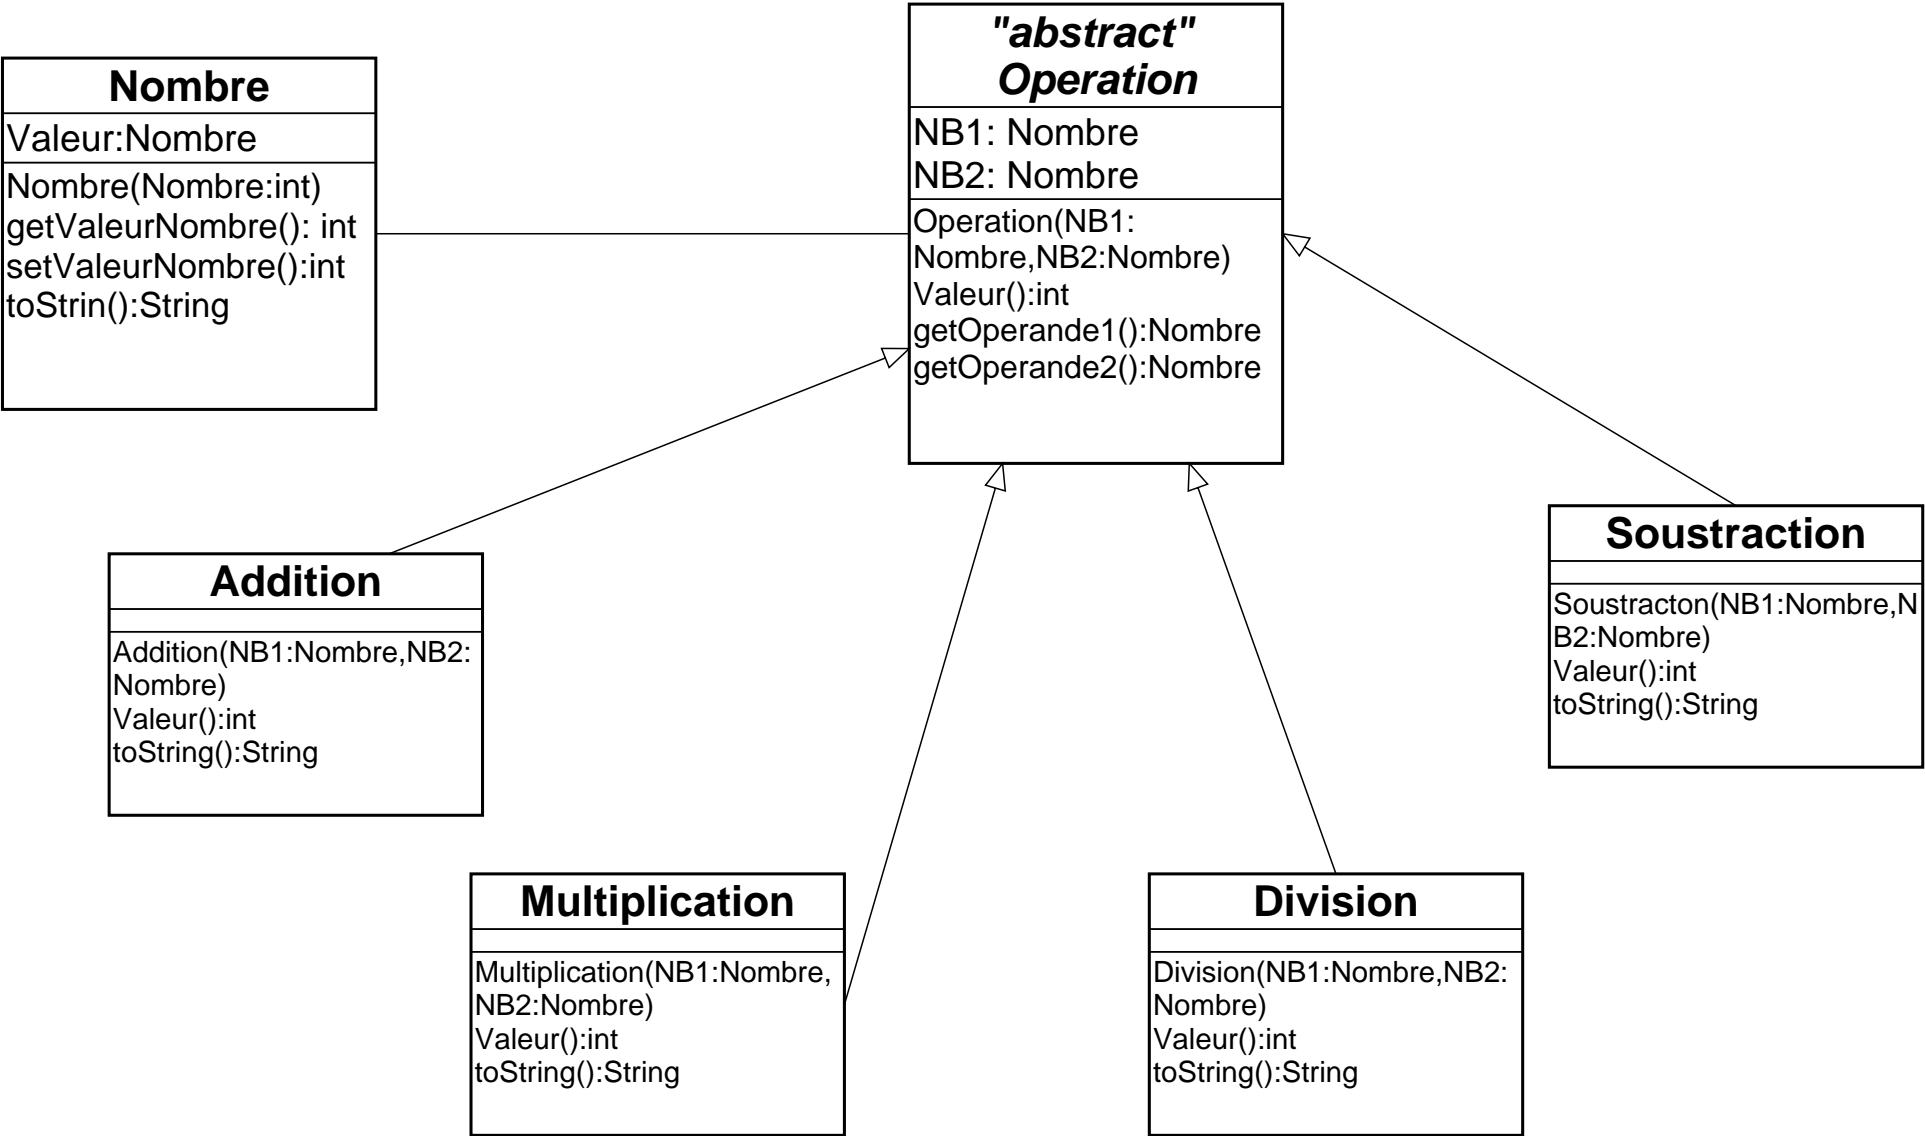 Nombre
Valeur:Nombre
Nombre(Nombre:int)
getValeurNombre(): int
setValeurNombre():int
toStrin():String
"abstract"
Operation
NB1: Nombre
NB2: Nombre
Operation(NB1:
Nombre,NB2:Nombre)
Valeur():int
getOperande1():Nombre
getOperande2():Nombre
Addition
Addition(NB1:Nombre,NB2:
Nombre)
Valeur():int
toString():String
Soustraction
Soustracton(NB1:Nombre,N
B2:Nombre)
Valeur():int
toString():String
Multiplication
Multiplication(NB1:Nombre,
NB2:Nombre)
Valeur():int
toString():String
Division
Division(NB1:Nombre,NB2:
Nombre)
Valeur():int
toString():String